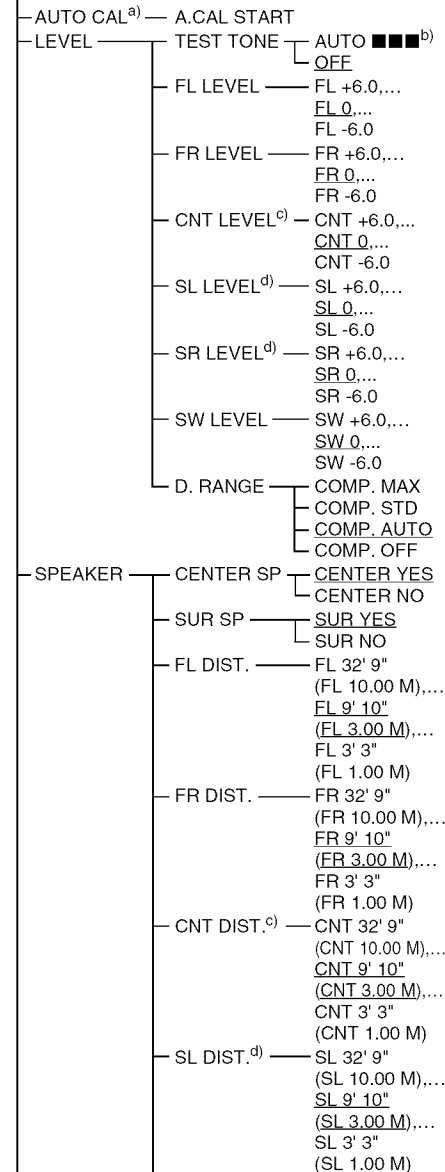 AUTO CAL a) A.CAL START
LEVEL TEST TONE AUTO ■■■ b)
OFF
FL LEVEL FL +6.0,...
FL 0,...
FL -6.0
FR LEVEL FR +6.0,...
FR 0,...
FR -6.0
CNT LEVEL c) CNT +6.0,...
CNT 0,...
CNT -6.0
SL LEVEL d) SL +6.0,...
SL 0,...
SL -6.0
SR LEVEL d) SR +6.0,...
SR 0,...
SR -6.0
SW LEVEL SW +6.0,...
SW 0,...
SW -6.0
D. RANGE COMP. MAX
COMP. STD
COMP. AUTO
COMP. OFF
SPEAKER CENTER SP CENTER YES
CENTER NO
SUR SP SUR YES
SUR NO
FL DIST. FL 32' 9"
(FL 10.00 M),...
FL 9' 10"
(FL 3.00 M),...
FL 3' 3"
(FL 1.00 M)
FR DIST. FR 32' 9"
(FR 10.00 M),...
FR 9' 10"
(FR 3.00 M),...
FR 3' 3"
(FR 1.00 M)
CNT DIST. c) CNT 32' 9"
(CNT 10.00 M),...
CNT 9' 10"
(CNT 3.00 M),...
CNT 3' 3"
(CNT 1.00 M)
SL DIST. d) SL 32' 9"
(SL 10.00 M),...
SL 9' 10"
(SL 3.00 M),...
SL 3' 3"
(SL 1.00 M)